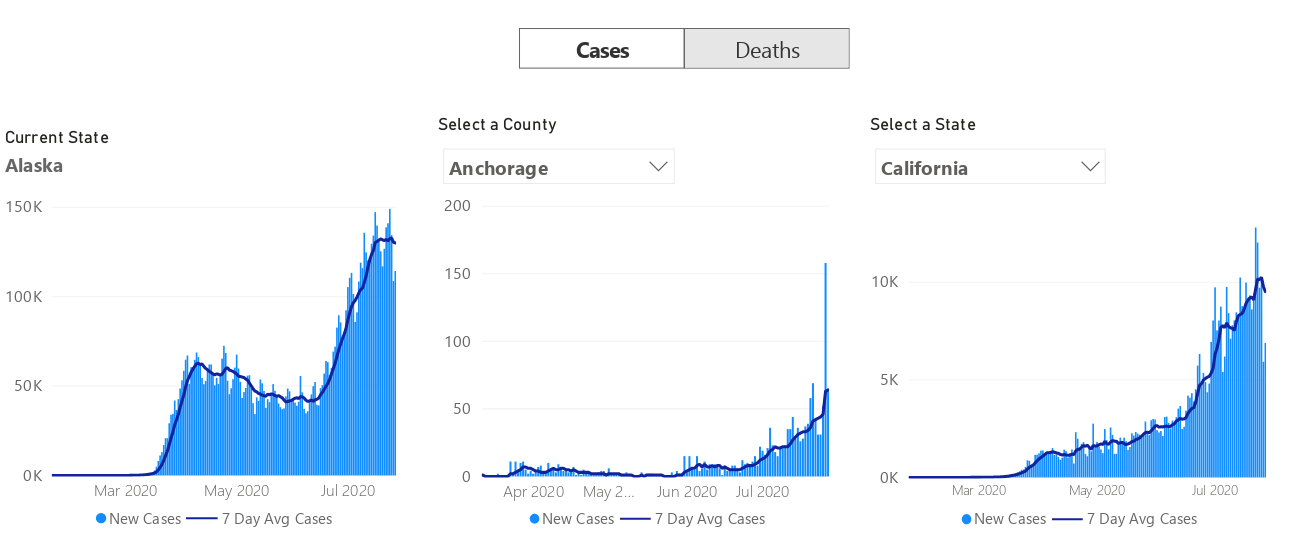 Cases Deaths
Current State
Alaska
150K
100K
50K
0K
Mar 2020 May 2020 Jul 2020
New Cases 7 Day Avg Cases
Select a County
Anchorage
200
150
100
50
0
Apr 2020 May 2... Jun 2020 Jul 2020
New Cases 7 Day Avg Cases
Select a State
California
10K
5K
0K
Mar 2020 May 2020 Jul 2020
New Cases 7 Day Avg Cases